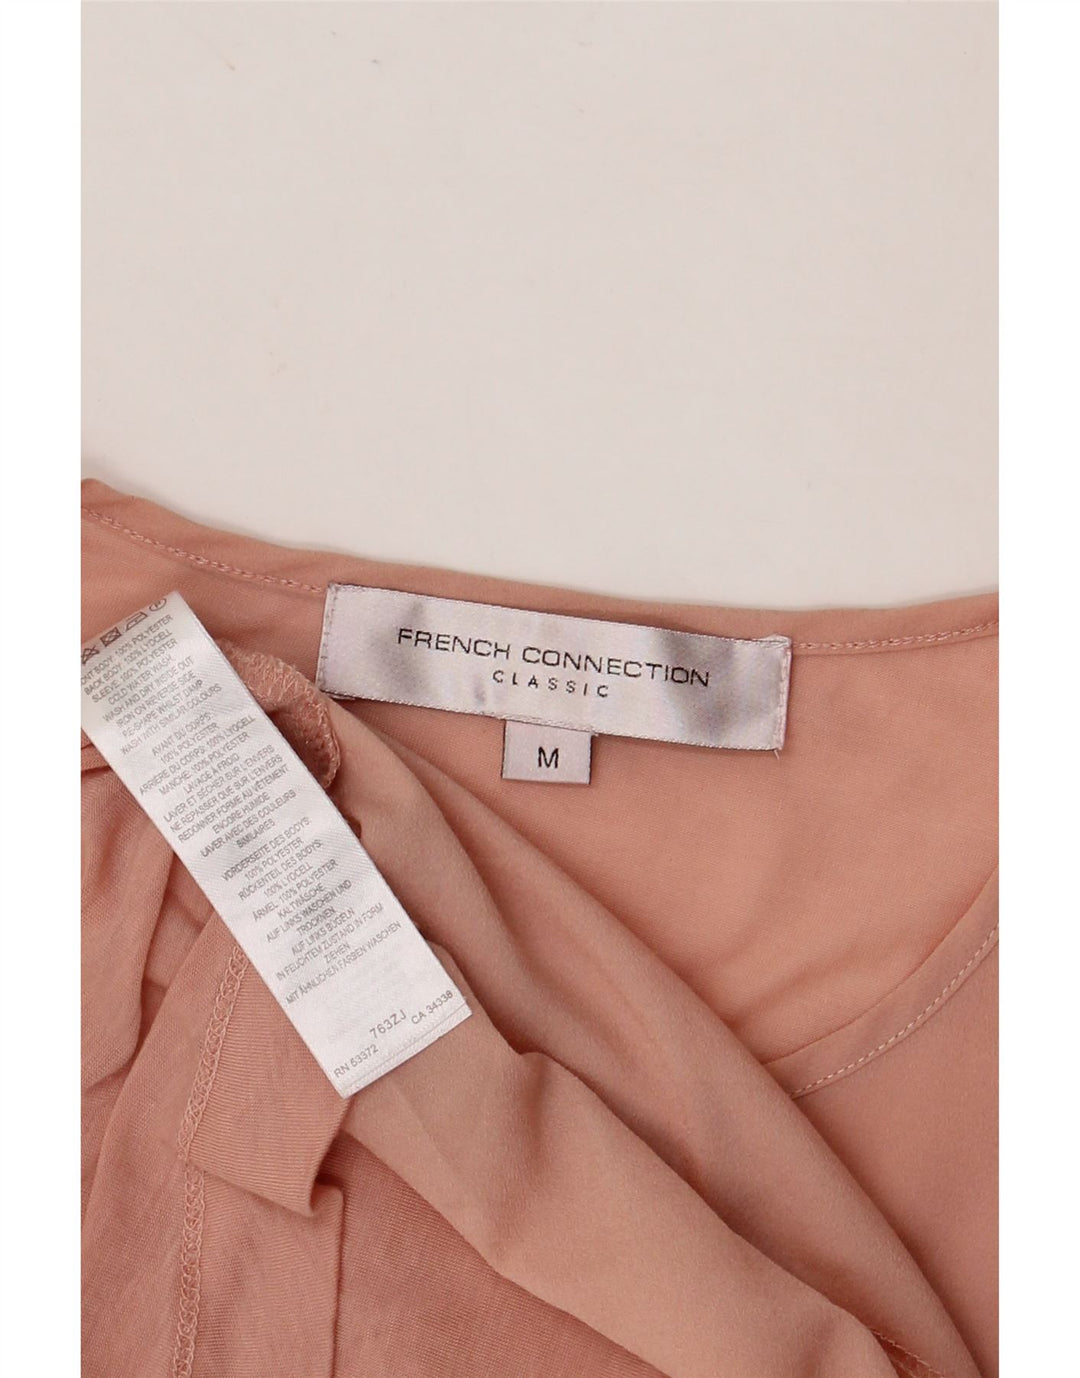 FRENCH CONNECTION
CLASSIC
M
BODY: 100% POLYESTER
BACK BODY: 100% LYOCELL
SLEEVE: 100% POLYESTER
COLD WATER WASH
WASH AND DRY INSIDE OUT
IRON ON REVERSE SIDE
RE-SHAPE WHILST DAMP
WASH WITH SIMILAR COLOURS
AVANT DU CORPS:
100% POLYESTER
ARRIÈRE DU CORPS: 100% LYOCELL
MANCHE: 100% POLYESTER
LAVAGE À FROID
LAVER ET SÉCHER SUR L'ENVERS
NE REPASSER QUE SUR L'ENVERS
REDONNER FORME AU VÊTEMENT
ENCORE HUMIDE
LAVER AVEC DES COULEURS
SIMILAIRES
VORDERSEITE DES BODYS:
100% POLYESTER
RÜCKENTEIL DES BODYS:
100% LYOCELL
ÄRMEL: 100% POLYESTER
KALTWÄSCHE
AUF LINKS WASCHEN UND
TROCKNEN
AUF LINKS BÜGELN
IN FEUCHTEM ZUSTAND IN FORM
ZIEHEN
MIT ÄHNLICHEN FARBEN WASCHEN
763ZJ
RN 53372 CA 34338